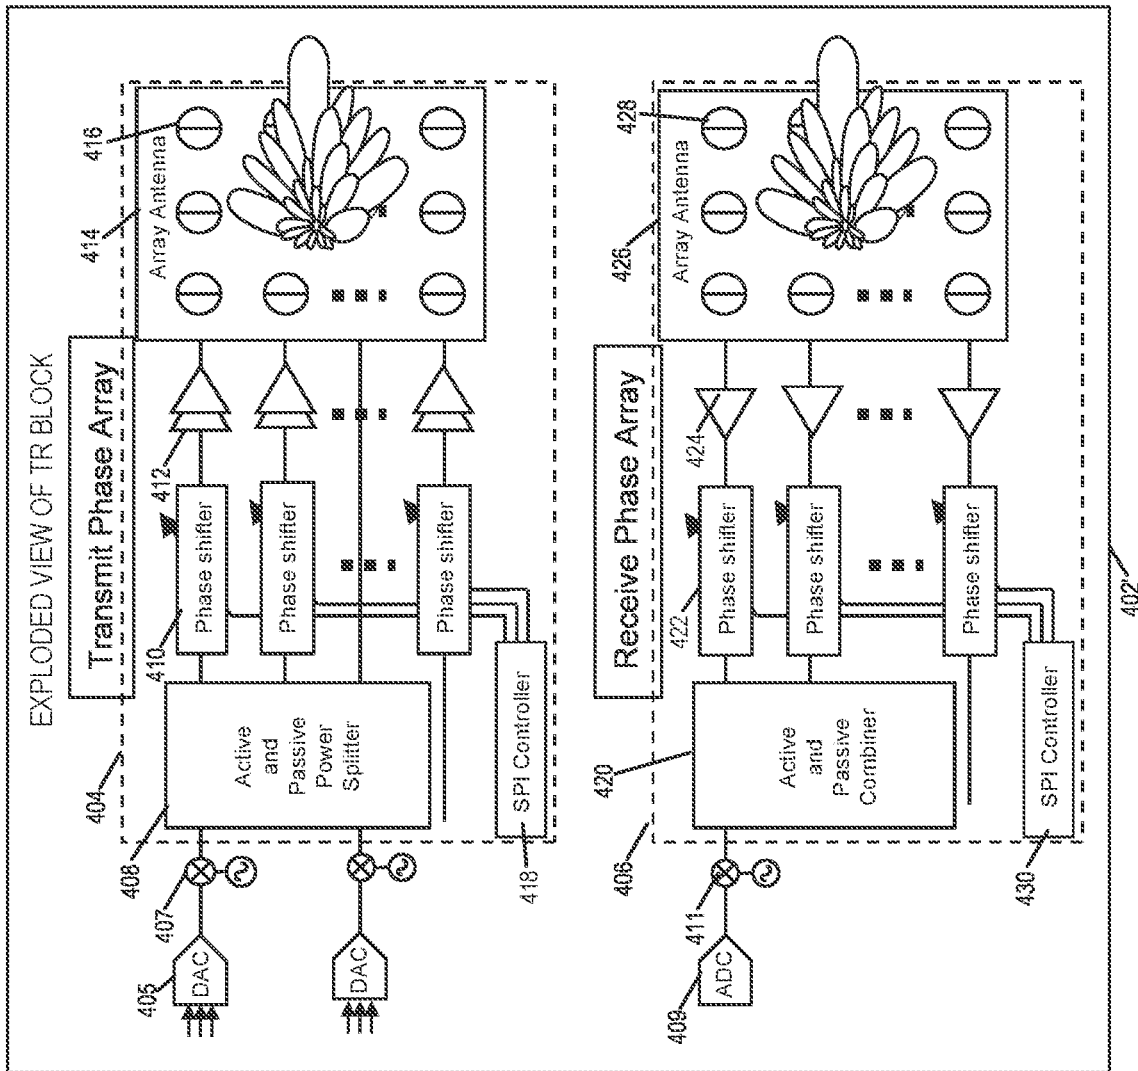 EXPLODED VIEW OF TR BLOCK
Transmit Phase Array
404
405
DAC
DAC
407
408
Active
and
Passive
Power
Splitter
410
Phase shifter
Phase shifter
Phase shifter
SPI Controller
418
412
414
Array Antenna
416
Receive Phase Array
406
409
ADC
411
420
Active
and
Passive
Combiner
422
Phase shifter
Phase shifter
Phase shifter
SPI Controller
430
424
426
Array Antenna
428
402'